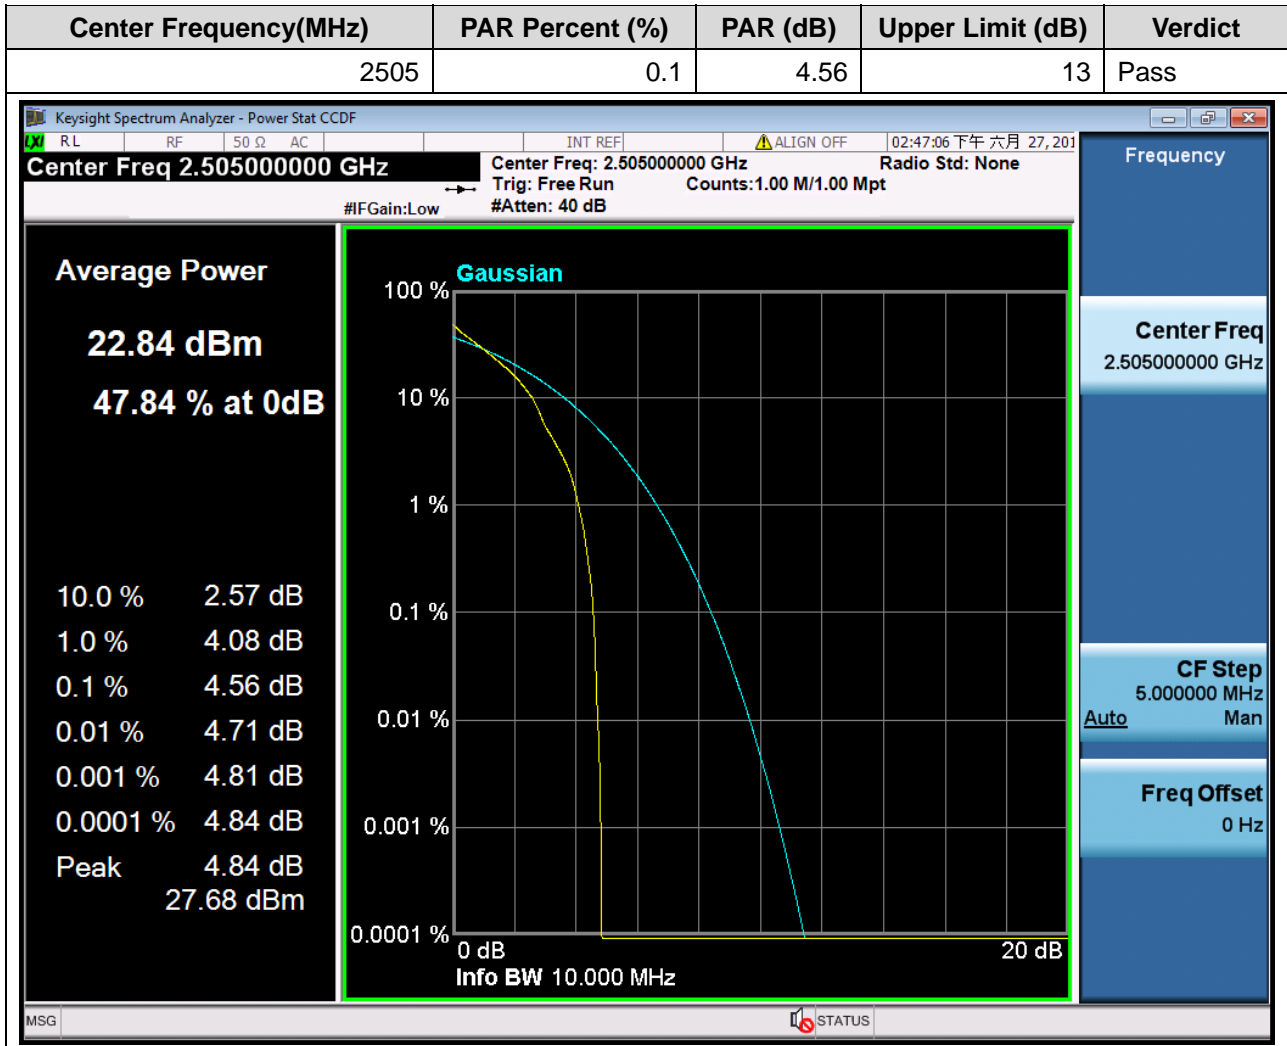 Center Frequency(MHz) PAR Percent (%) PAR (dB) Upper Limit (dB) Verdict
2505 0.1 4.56 13 Pass
Keysight Spectrum Analyzer - Power Stat CCDF
LXI RL RF 50 Ω AC INT REF ALIGN OFF 02:47:06 下午 六月 27, 201
Center Freq 2.505000000 GHz
Center Freq: 2.505000000 GHz Radio Std: None
Trig: Free Run Counts:1.00 M/1.00 Mpt
#IFGain:Low #Atten: 40 dB
Frequency
Average Power
22.84 dBm
47.84 % at 0dB
10.0 % 2.57 dB
1.0 % 4.08 dB
0.1 % 4.56 dB
0.01 % 4.71 dB
0.001 % 4.81 dB
0.0001 % 4.84 dB
Peak 4.84 dB
27.68 dBm
Gaussian
100 %
10 %
1 %
0.1 %
0.01 %
0.001 %
0.0001 %
0 dB 20 dB
Info BW 10.000 MHz
Center Freq
2.505000000 GHz
CF Step
5.000000 MHz
Auto Man
Freq Offset
0 Hz
MSG STATUS